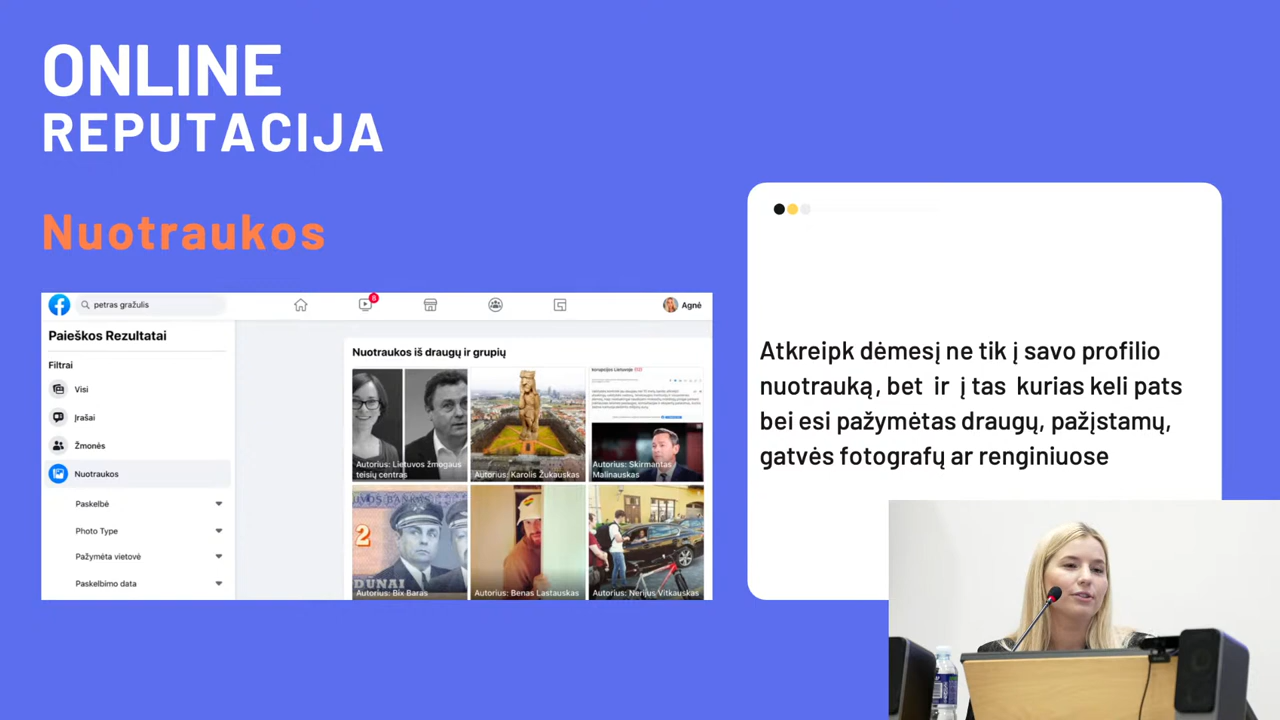 ONLINE
REPUTACIJA
Nuotraukos
petras gražulis
8
Agnė
Paieškos Rezultatai
Filtrai
Visi
Įrašai
Žmonės
Nuotraukos
Paskelbė
Photo Type
Pažymėta vietovė
Paskelbimo data
Nuotraukos iš draugų ir grupių
Autorius: Lietuvos žmogaus
teisių centras
Autorius: Karolis Žukauskas
Autorius: Skirmantas
Malinauskas
2
Autorius: Bix Baras
Autorius: Benas Lastauskas
Autorius: Nerijus Vitkauskas
Atkreipk dėmesį ne tik į savo profilio
nuotrauką, bet ir į tas kurias keli pats
bei esi pažymėtas draugų, pažįstamų,
gatvės fotografų ar renginiuose